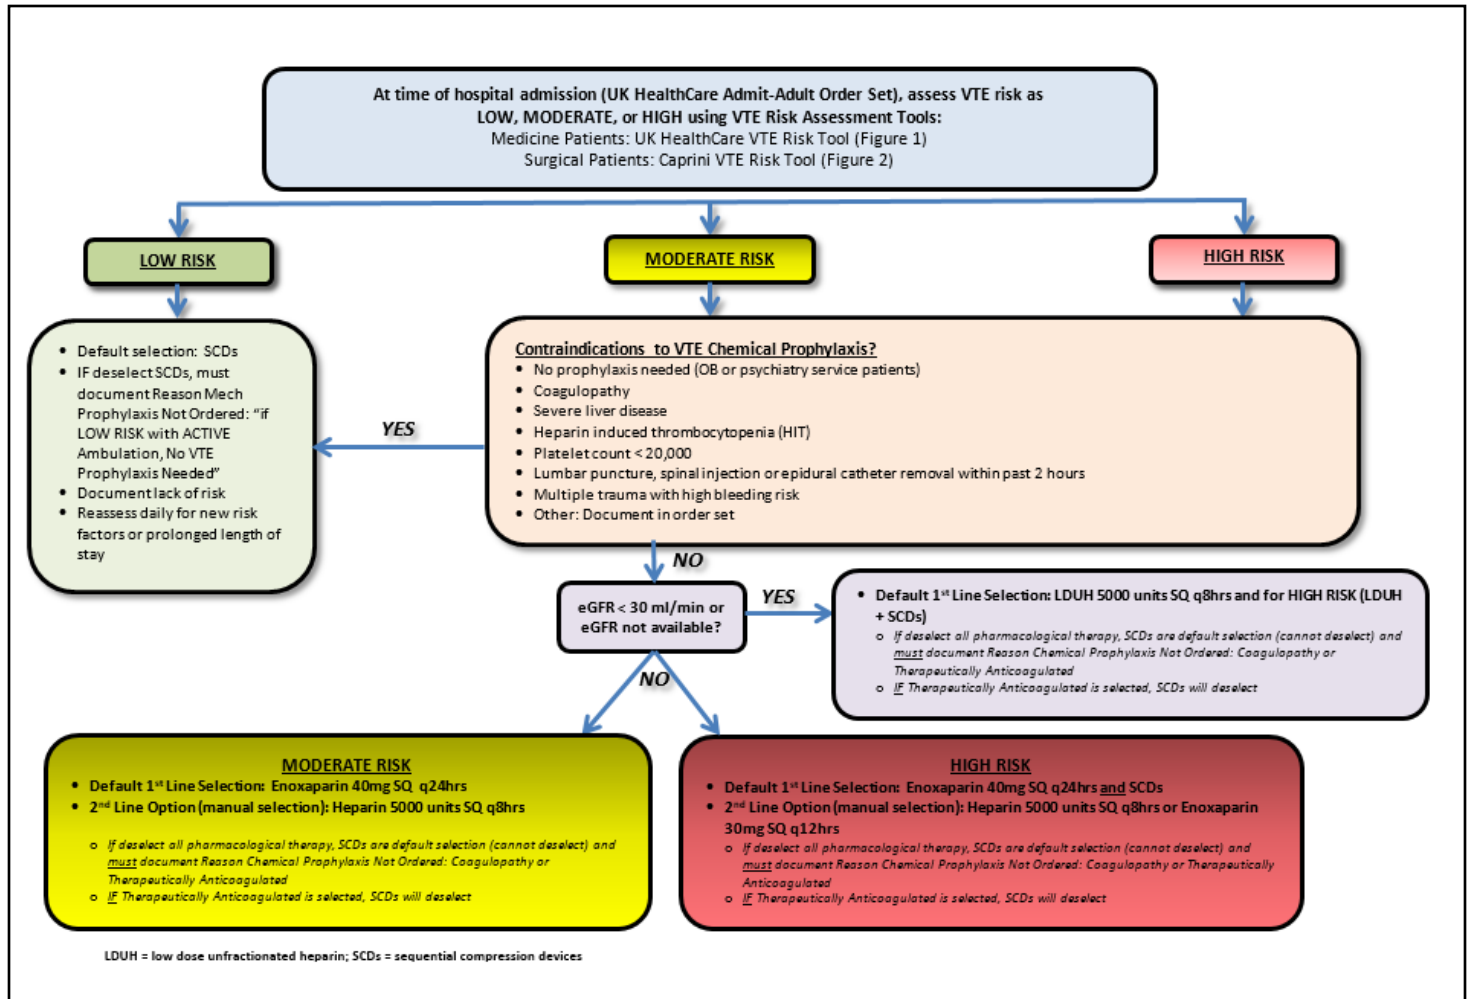 At time of hospital admission (UK HealthCare Admit-Adult Order Set), assess VTE risk as
LOW, MODERATE, or HIGH using VTE Risk Assessment Tools:
Medicine Patients: UK HealthCare VTE Risk Tool (Figure 1)
Surgical Patients: Caprini VTE Risk Tool (Figure 2)
LOW RISK
MODERATE RISK
HIGH RISK
• Default selection: SCDs
• IF deselect SCDs, must
document Reason Mech
Prophylaxis Not Ordered: “if
LOW RISK with ACTIVE
Ambulation, No VTE
Prophylaxis Needed”
• Document lack of risk
• Reassess daily for new risk
factors or prolonged length of
stay
YES
Contraindications to VTE Chemical Prophylaxis?
• No prophylaxis needed (OB or psychiatry service patients)
• Coagulopathy
• Severe liver disease
• Heparin induced thrombocytopenia (HIT)
• Platelet count < 20,000
• Lumbar puncture, spinal injection or epidural catheter removal within past 2 hours
• Multiple trauma with high bleeding risk
• Other: Document in order set
NO
eGFR < 30 ml/min or
eGFR not available?
YES
• Default 1st Line Selection: LDUH 5000 units SQ q8hrs and for HIGH RISK (LDUH
+ SCDs)
o If deselect all pharmacological therapy, SCDs are default selection (cannot deselect) and
must document Reason Chemical Prophylaxis Not Ordered: Coagulopathy or
Therapeutically Anticoagulated
o IF Therapeutically Anticoagulated is selected, SCDs will deselect
NO
MODERATE RISK
• Default 1st Line Selection: Enoxaparin 40mg SQ q24hrs
• 2nd Line Option (manual selection): Heparin 5000 units SQ q8hrs
o If deselect all pharmacological therapy, SCDs are default selection (cannot deselect) and
must document Reason Chemical Prophylaxis Not Ordered: Coagulopathy or
Therapeutically Anticoagulated
o IF Therapeutically Anticoagulated is selected, SCDs will deselect
HIGH RISK
• Default 1st Line Selection: Enoxaparin 40mg SQ q24hrs and SCDs
• 2nd Line Option (manual selection): Heparin 5000 units SQ q8hrs or Enoxaparin
30mg SQ q12hrs
o If deselect all pharmacological therapy, SCDs are default selection (cannot deselect) and
must document Reason Chemical Prophylaxis Not Ordered: Coagulopathy or Therapeutically
Anticoagulated
o IF Therapeutically Anticoagulated is selected, SCDs will deselect
LDUH = low dose unfractionated heparin; SCDs = sequential compression devices